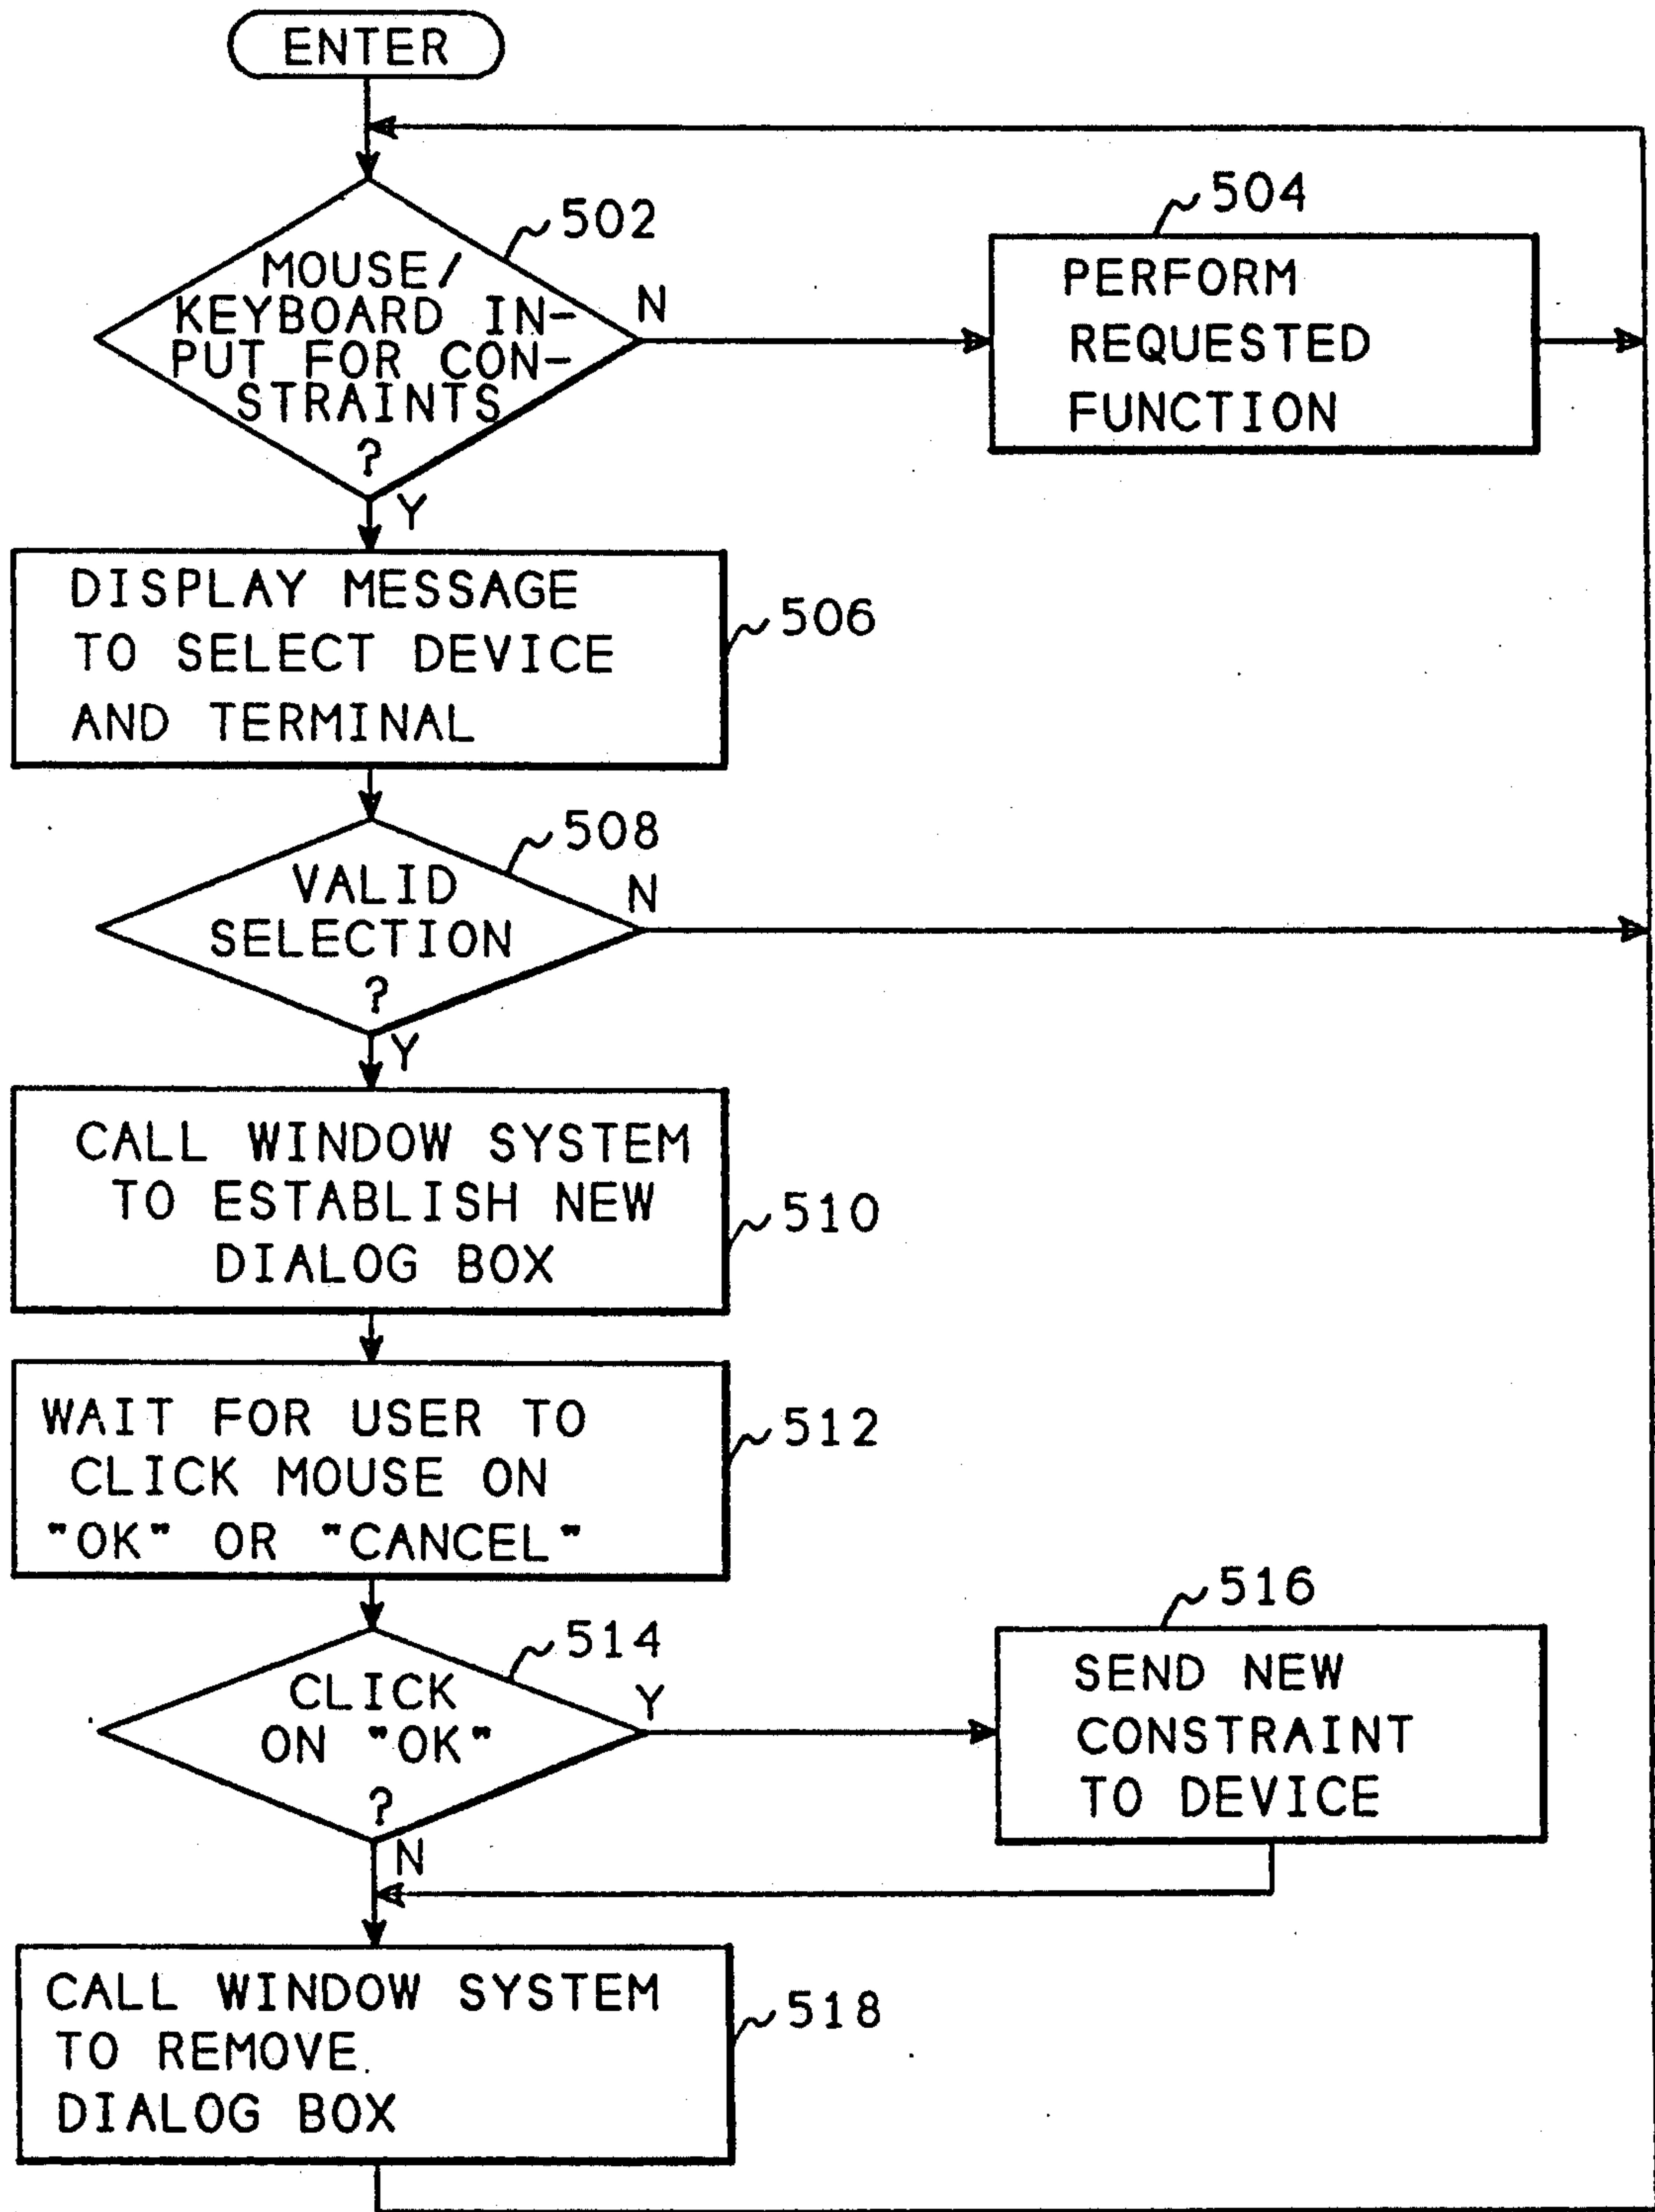 ENTER
502
MOUSE/
KEYBOARD IN-
PUT FOR CON-
STRAINTS
?
N
Y
504
PERFORM
REQUESTED
FUNCTION
DISPLAY MESSAGE
TO SELECT DEVICE
AND TERMINAL
506
508
VALID
SELECTION
?
N
Y
CALL WINDOW SYSTEM
TO ESTABLISH NEW
DIALOG BOX
510
WAIT FOR USER TO
CLICK MOUSE ON
"OK" OR "CANCEL"
512
514
CLICK
ON "OK"
?
Y
N
516
SEND NEW
CONSTRAINT
TO DEVICE
CALL WINDOW SYSTEM
TO REMOVE
DIALOG BOX
518